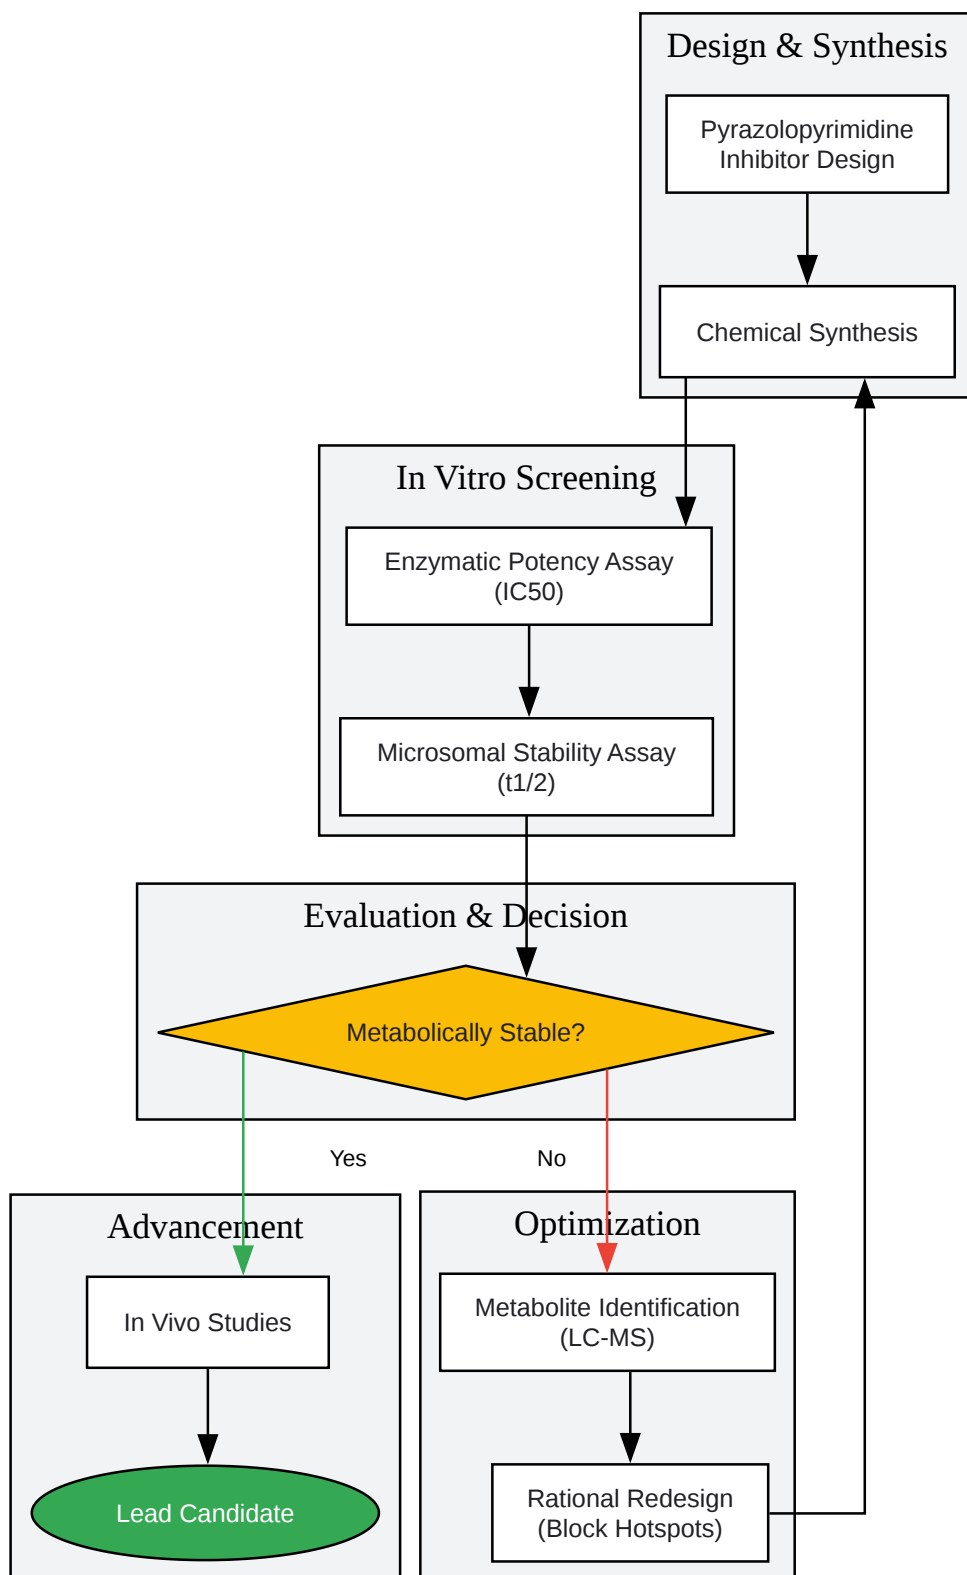 Design & Synthesis
Pyrazolopyrimidine
Inhibitor Design
Chemical Synthesis
In Vitro Screening
Enzymatic Potency Assay
(IC50)
Microsomal Stability Assay
(t1/2)
Evaluation & Decision
Metabolically Stable?
Yes
No
Advancement
In Vivo Studies
Lead Candidate
Optimization
Metabolite Identification
(LC-MS)
Rational Redesign
(Block Hotspots)